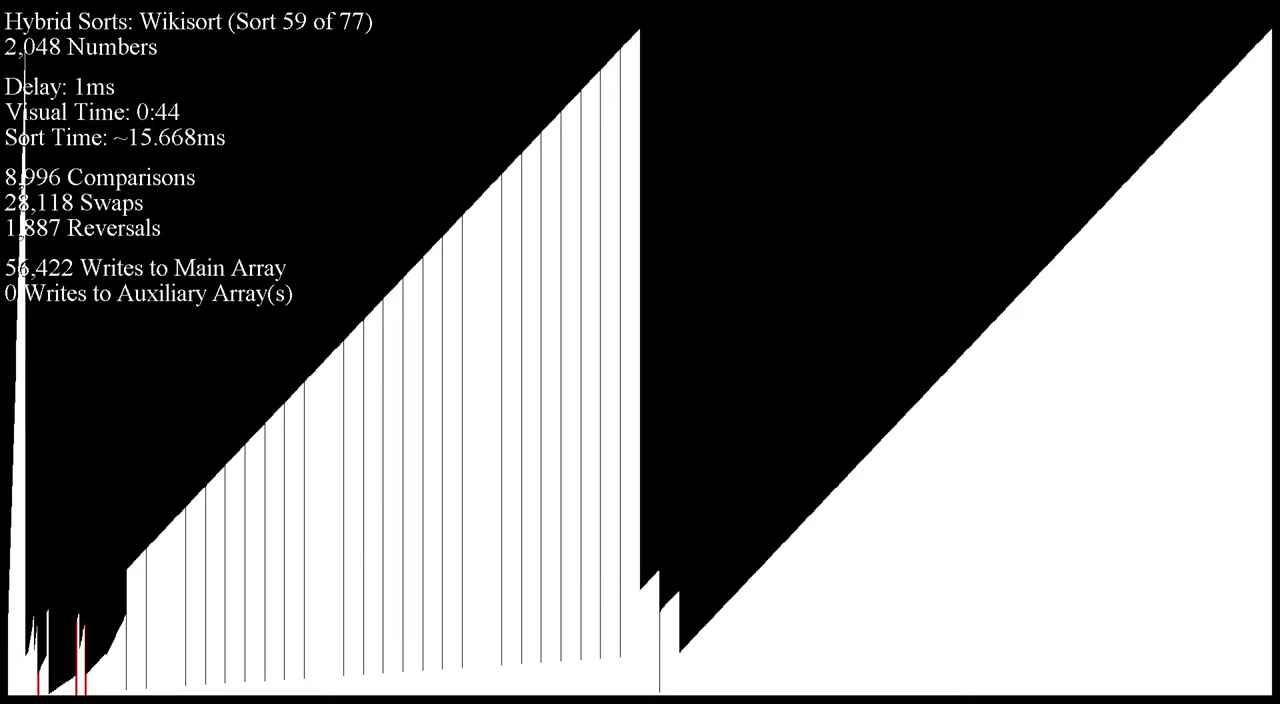 Hybrid Sorts: Wikisort (Sort 59 of 77)
2,048 Numbers
Delay: 1ms
Visual Time: 0:44
Sort Time: ~15.668ms
8,996 Comparisons
28,118 Swaps
1,887 Reversals
56,422 Writes to Main Array
0 Writes to Auxiliary Array(s)